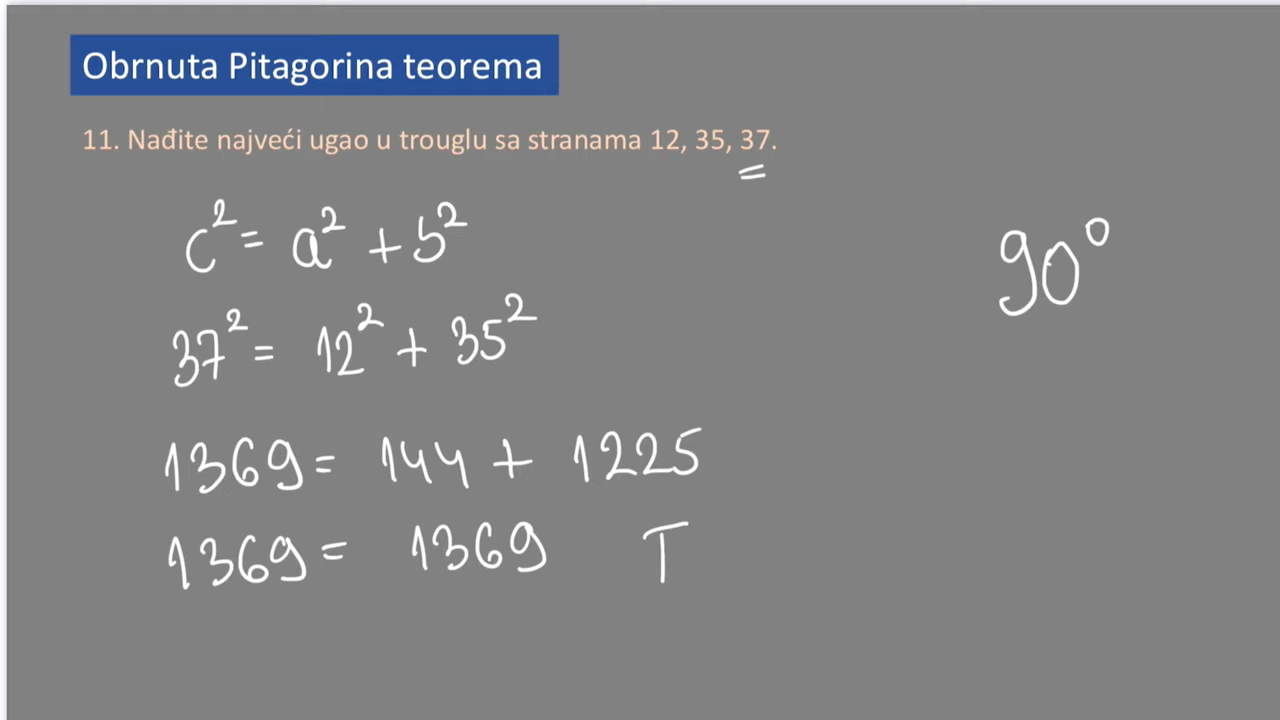 Obrnuta Pitagorina teorema
11. Nađite najveći ugao u trouglu sa stranama 12, 35, 37.
c² = a² + b²
90°
37² = 12² + 35²
1369 = 144 + 1225
1369 = 1369 T